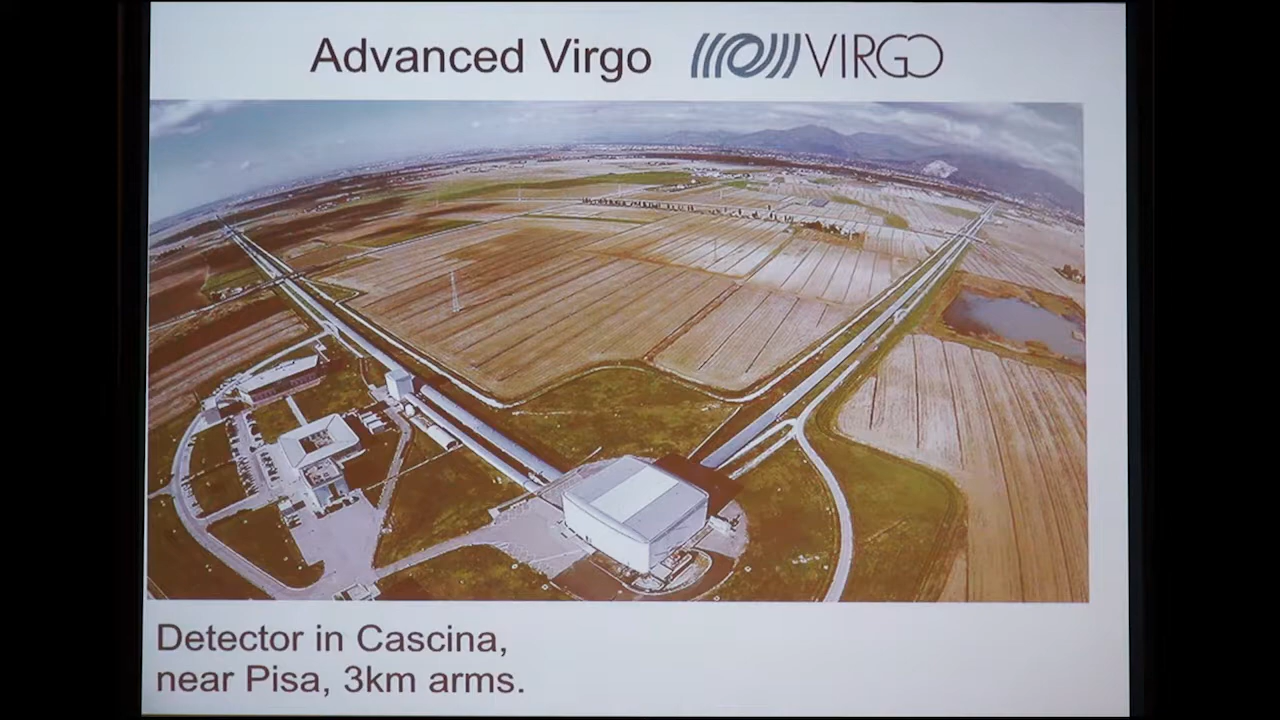 Advanced Virgo
VIRGO
Detector in Cascina,
near Pisa, 3km arms.